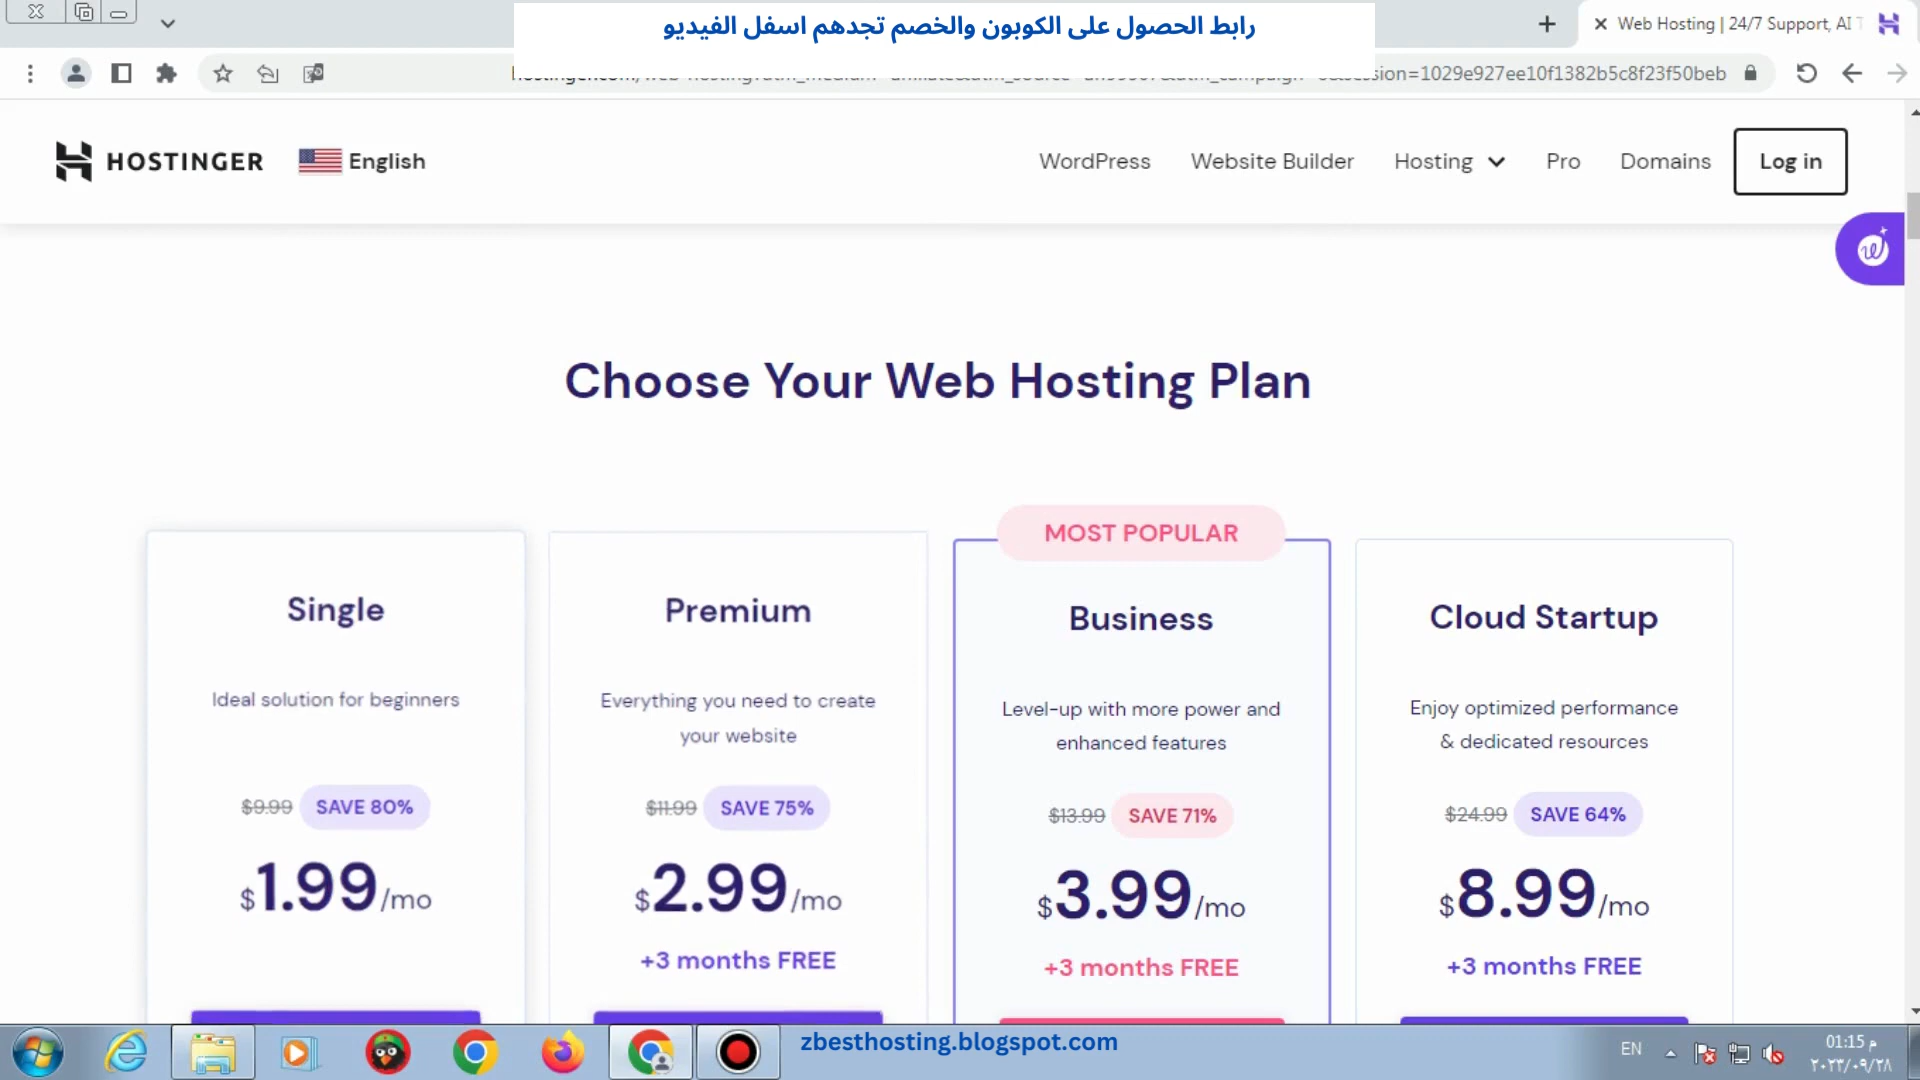 رابط الحصول على الكوبون والخصم تجدهم اسفل الفيديو
Web Hosting | 24/7 Support, AI
ssion=1029e927ee10f1382b5c8f23f50beb
HOSTINGER
English
WordPress
Website Builder
Hosting
Pro
Domains
Log in
Choose Your Web Hosting Plan
Single
Ideal solution for beginners
$9.99 SAVE 80%
$1.99/mo
Premium
Everything you need to create
your website
$11.99 SAVE 75%
$2.99/mo
+3 months FREE
MOST POPULAR
Business
Level-up with more power and
enhanced features
$13.99 SAVE 71%
$3.99/mo
+3 months FREE
Cloud Startup
Enjoy optimized performance
& dedicated resources
$24.99 SAVE 64%
$8.99/mo
+3 months FREE
zbesthosting.blogspot.com
EN
01:15 م
٢٠٢٣/٠٩/٢٨